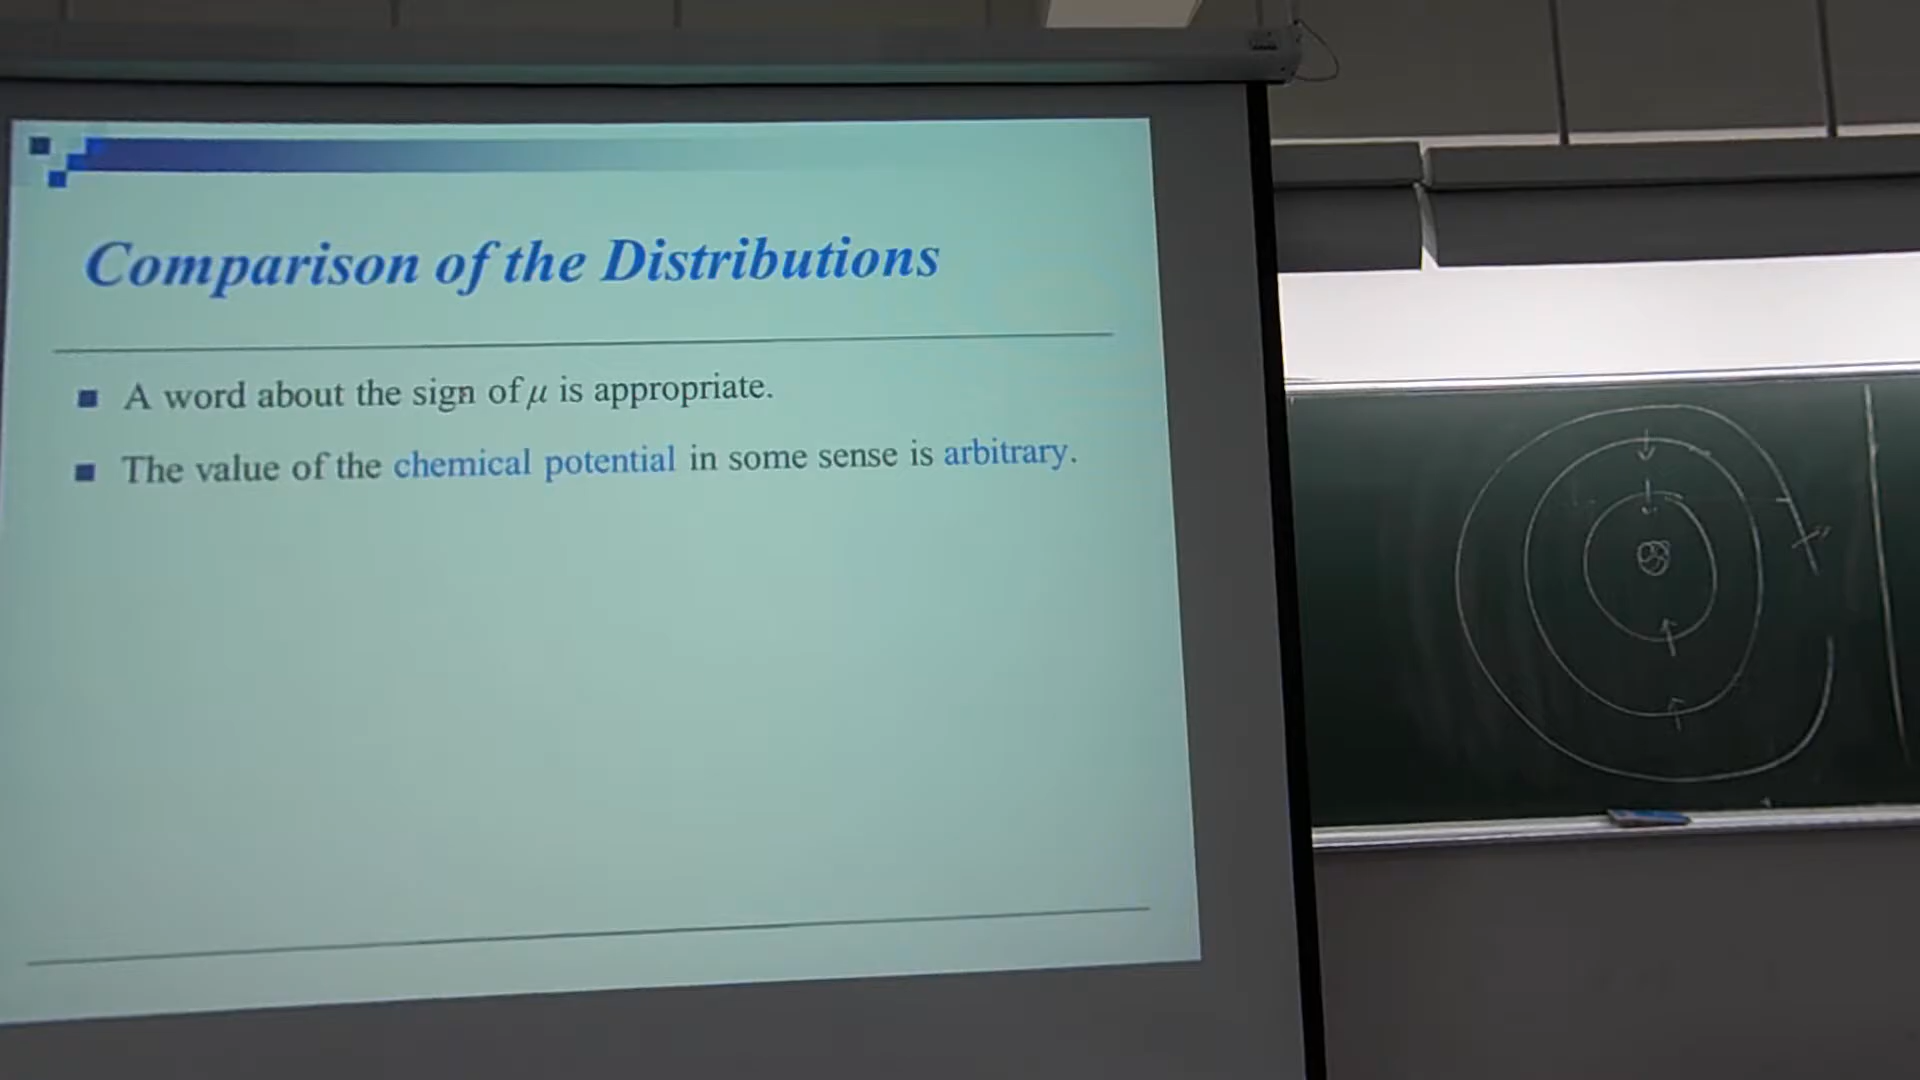 Comparison of the Distributions
A word about the sign of μ is appropriate.
The value of the chemical potential in some sense is arbitrary.